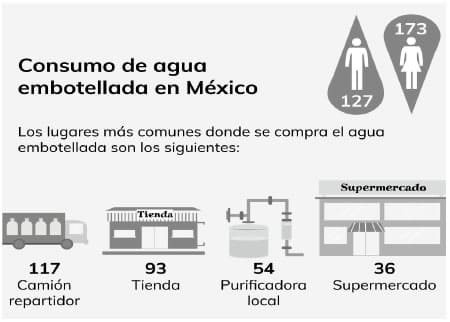 173
127
Consumo de agua
embotellada en México
Los lugares más comunes donde se compra el agua
embotellada son los siguientes:
Tienda
Supermercado
117
Camión
repartidor
93
Tienda
54
Purificadora
local
36
Supermercado